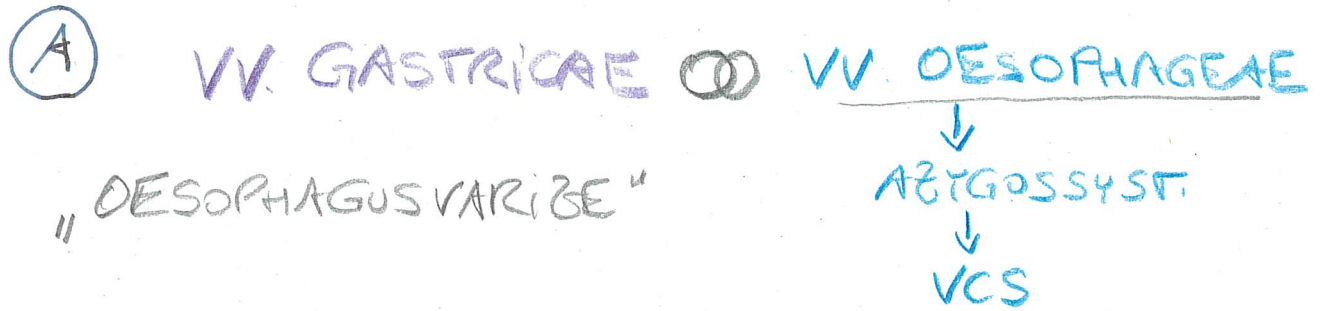 A VV. GASTRICAE VV. OESOPHAGEAE
„OESOPHAGUSVARIZE“ AZYGOSSYST.
VCS